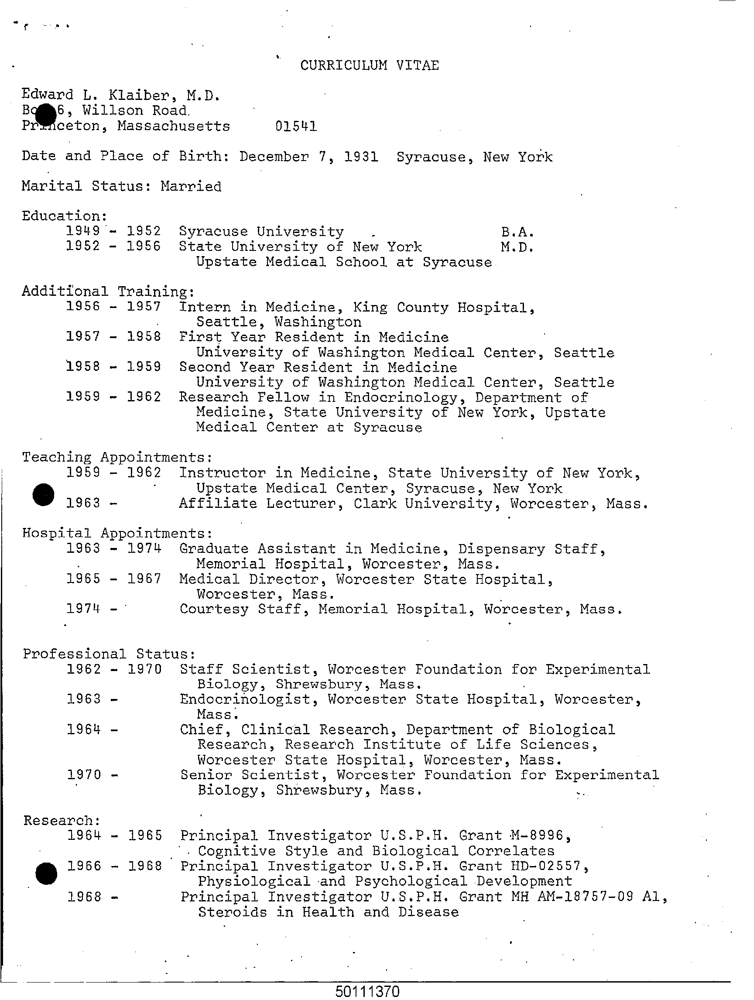 CURRICULUM VITAE
Edward L. Klaiber, M.D.
6, Willson Road.
Princeton, Massachusetts 01541
Date and Place of Birth: December 7, 1931 Syracuse, New York
Marital Status: Married
Education:
1949 - 1952 Syracuse University B.A.
1952 - 1956 State University of New York M.D.
Upstate Medical School at Syracuse
Additional Training:
1956 - 1957 Intern in Medicine, King County Hospital,
Seattle, Washington
1957 - 1958 First Year Resident in Medicine
University of Washington Medical Center, Seattle
1958 - 1959 Second Year Resident in Medicine
University of Washington Medical Center, Seattle
1959 - 1962 Research Fellow in Endocrinology, Department of
Medicine, State University of New York, Upstate
Medical Center at Syracuse
Teaching Appointments:
1959 - 1962 Instructor in Medicine, State University of New York,
Upstate Medical Center, Syracuse, New York
1963 - Affiliate Lecturer, Clark University, Worcester, Mass.
Hospital Appointments:
1963 - 1974 Graduate Assistant in Medicine, Dispensary Staff,
Memorial Hospital, Worcester, Mass.
1965 - 1967 Medical Director, Worcester State Hospital,
Worcester, Mass.
1974 - Courtesy Staff, Memorial Hospital, Worcester, Mass.
Professional Status:
1962 - 1970 Staff Scientist, Worcester Foundation for Experimental
Biology, Shrewsbury, Mass.
1963 - Endocrinologist, Worcester State Hospital, Worcester,
Mass.
1964 - Chief, Clinical Research, Department of Biological
Research, Research Institute of Life Sciences,
Worcester State Hospital, Worcester, Mass.
1970 - Senior Scientist, Worcester Foundation for Experimental
Biology, Shrewsbury, Mass.
Research:
1964 - 1965 Principal Investigator U.S.P.H. Grant M-8996,
Cognitive Style and Biological Correlates
1966 - 1968 Principal Investigator U.S.P.H. Grant HD-02557,
Physiological and Psychological Development
1968 - Principal Investigator U.S.P.H. Grant MH AM-18757-09 A1,
Steroids in Health and Disease
50111370